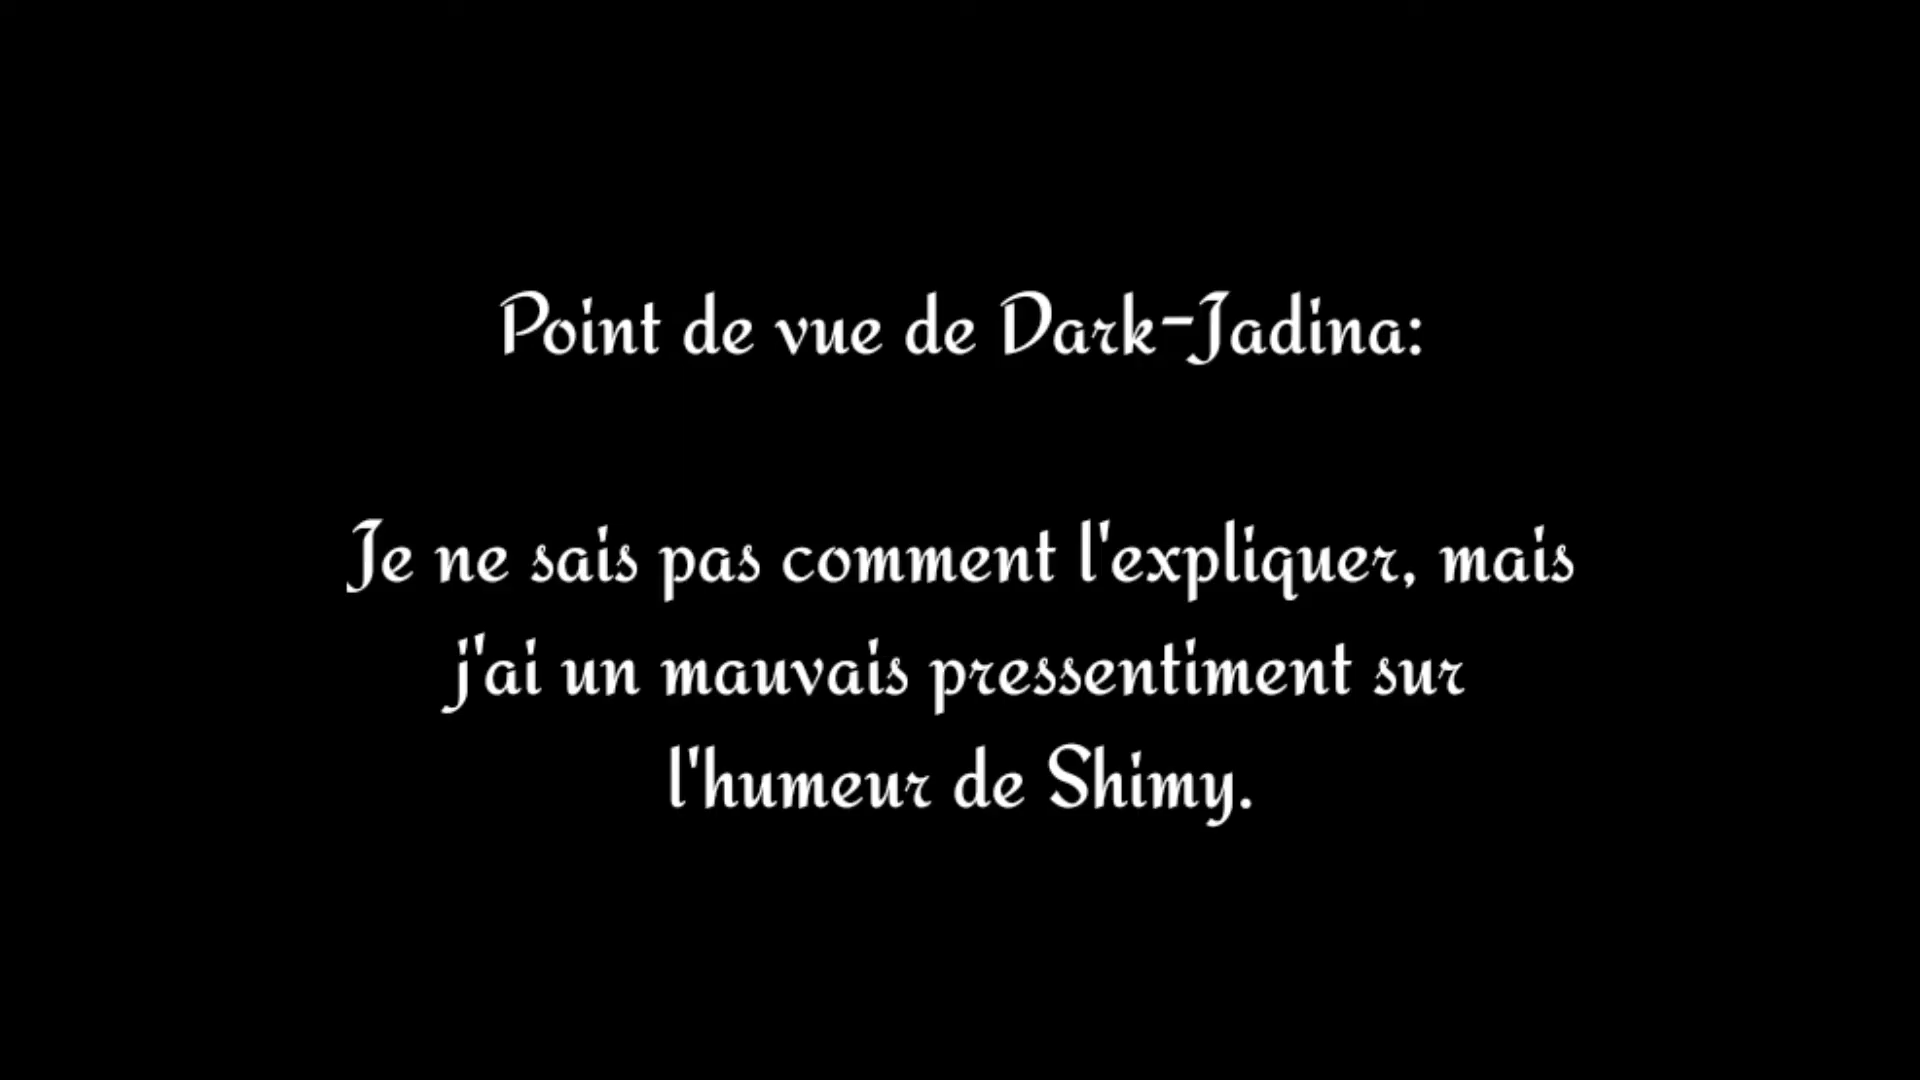 Point de vue de Dark-Jadina:
Je ne sais pas comment l'expliquer, mais
j'ai un mauvais pressentiment sur
l'humeur de Shimy.